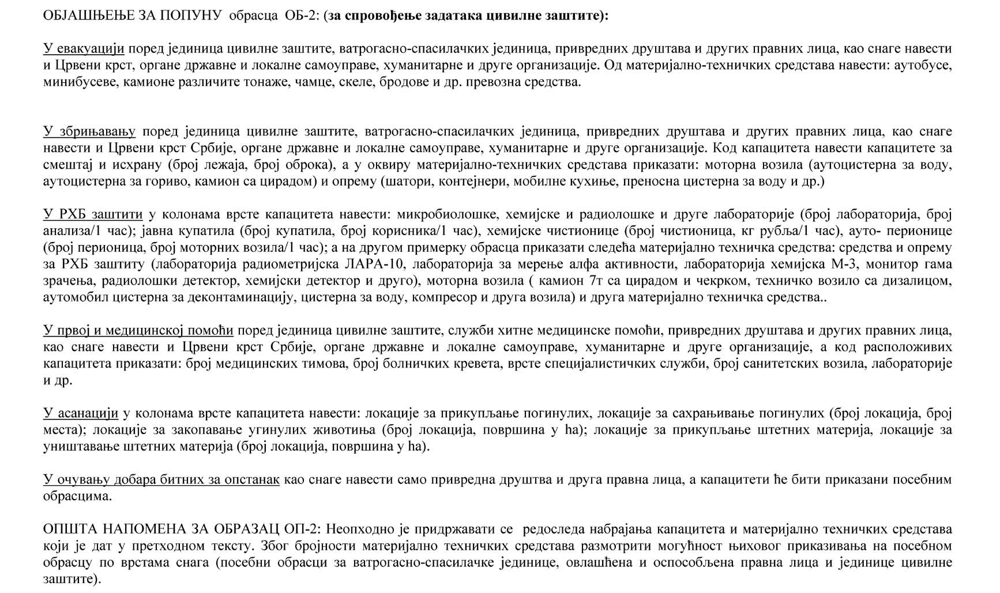 ОБЈАШЊЕЊЕ ЗА ПОПУНУ  обрасца  ОБ-2: (за спровођење задатака цивилне заштите):
У евакуацији поред јединица цивилне заштите, ватрогасно-спасилачких јединица, привредних друштава и других правних лица, као снаге навести
и Црвени крст, органе државне и локалне самоуправе, хуманитарне и друге организације. Од материјално-техничких средстава навести: аутобусе,
минибусеве, камионе различите тонаже, чамце, скеле, бродове и др. превозна средства.
У збрињавању поред јединица цивилне заштите, ватрогасно-спасилачких јединица, привредних друштава и других правних лица, као снаге
навести и Црвени крст Србије, органе државне и локалне самоуправе, хуманитарне и друге организације. Код капацитета навести капацитете за
смештај и исхрану (број лежаја, број оброка), а у оквиру материјално-техничких средстава приказати: моторна возила (аутоцистерна за воду,
аутоцистерна за гориво, камион са цирадом) и опрему (шатори, контејнери, мобилне кухиње, преносна цистерна за воду и др.)
У РХБ заштити у колонама врсте капацитета навести: микробиолошке, хемијске и радиолошке и друге лабораторије (број лабораторија, број
анализа/1 час); јавна купатила (број купатила, број корисника/1 час), хемијске чистионице (број чистионица, кг рубља/1 час), ауто- перионице
(број перионица, број моторних возила/1 час); а на другом примерку обрасца приказати следећа материјално техничка средства: средства и опрему
за РХБ заштиту (лабораторија радиометријска ЛАРА-10, лабораторија за мерење алфа активности, лабораторија хемијска М-3, монитор гама
зрачења, радиолошки детектор, хемијски детектор и друго), моторна возила ( камион 7т са цирадом и чекрком, техничко возило са дизалицом,
аутомобил цистерна за деконтаминацију, цистерна за воду, компресор и друга возила) и друга материјално техничка средства..
У првој и медицинској помоћи поред јединица цивилне заштите, служби хитне медицинске помоћи, привредних друштава и других правних лица,
као снаге навести и Црвени крст Србије, органе државне и локалне самоуправе, хуманитарне и друге организације, а код расположивих
капацитета приказати: број медицинских тимова, број болничких кревета, врсте специјалистичких служби, број санитетских возила, лабораторије
и др.
У асанацији у колонама врсте капацитета навести: локације за прикупљање погинулих, локације за сахрањивање погинулих (број локација, број
места); локације за закопавање угинулих животиња (број локација, површина у ha); локације за прикупљање штетних материја, локације за
уништавање штетних материја (број локација, површина у ha).
У очувању добара битних за опстанак као снаге навести само привредна друштва и друга правна лица, а капацитети ће бити приказани посебним
обрасцима.
ОПШТА НАПОМЕНА ЗА ОБРАЗАЦ ОП-2: Неопходно је придржавати се  редоследа набрајања капацитета и материјално техничких средстава
који је дат у претходном тексту. Због бројности материјално техничких средстава размотрити могућност њиховог приказивања на посебном
обрасцу по врстама снага (посебни обрасци за ватрогасно-спасилачке јединице, овлашћена и оспособљена правна лица и јединице цивилне
заштите).